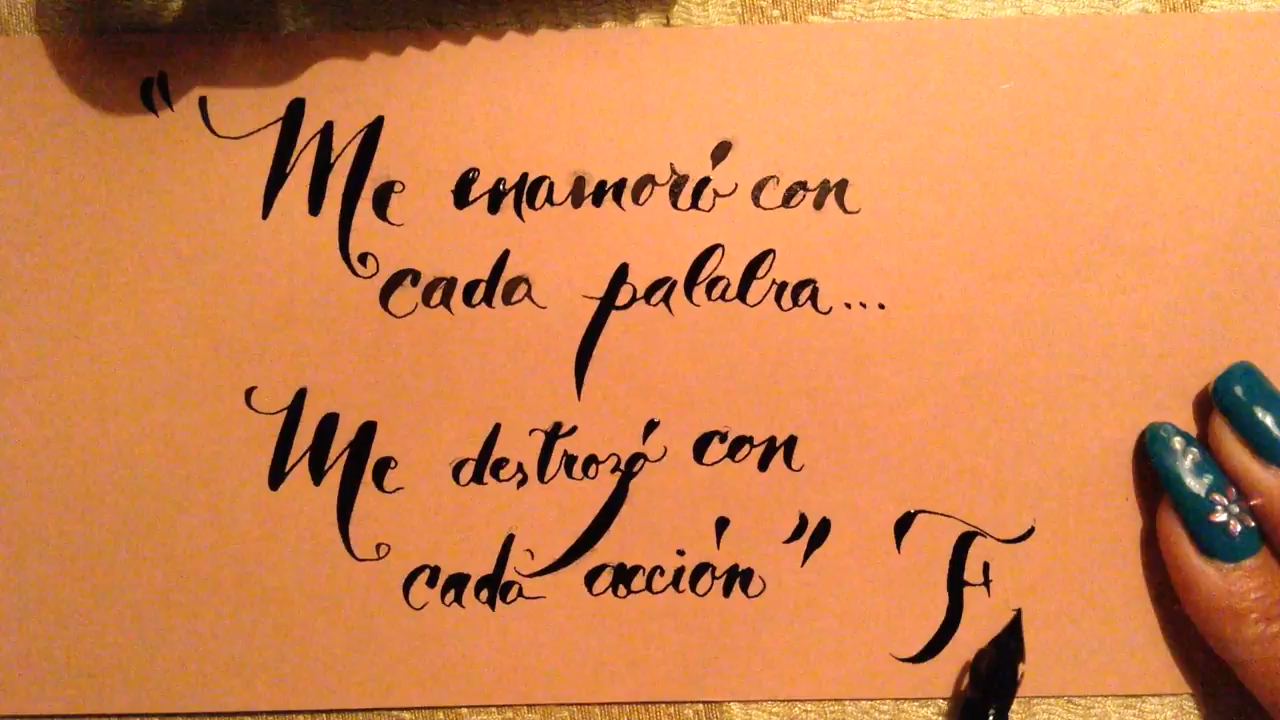 "Me enamoró con
cada palabra...
Me destrozó con
cada acción" F